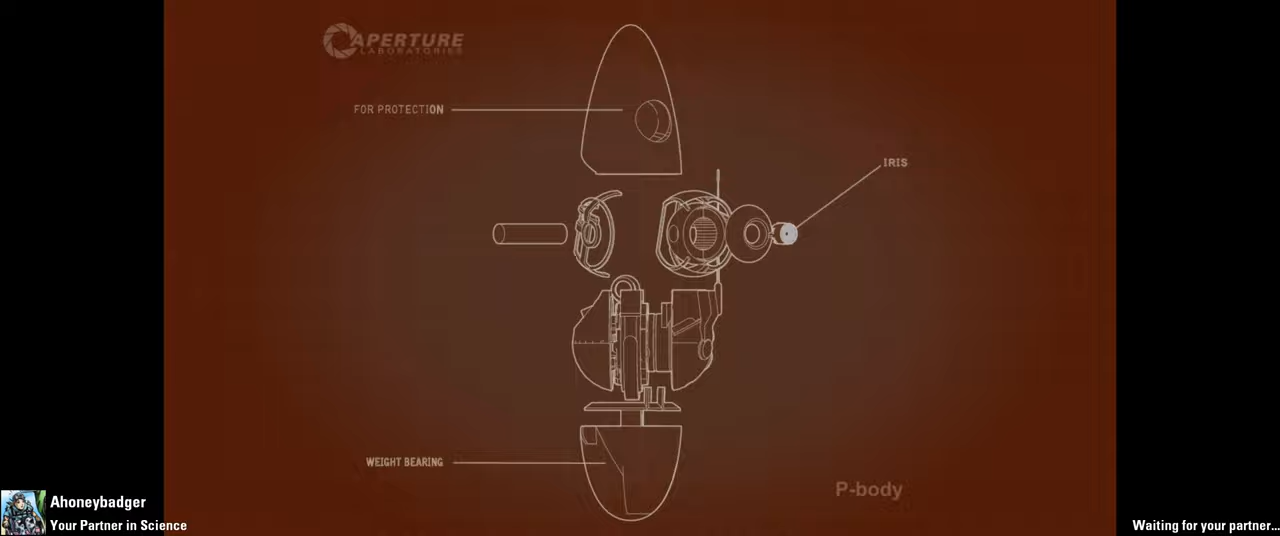 APERTURE
LABORATORIES
FOR PROTECTION
IRIS
WEIGHT BEARING
P-body
Ahoneybadger
Your Partner in Science
Waiting for your partner...